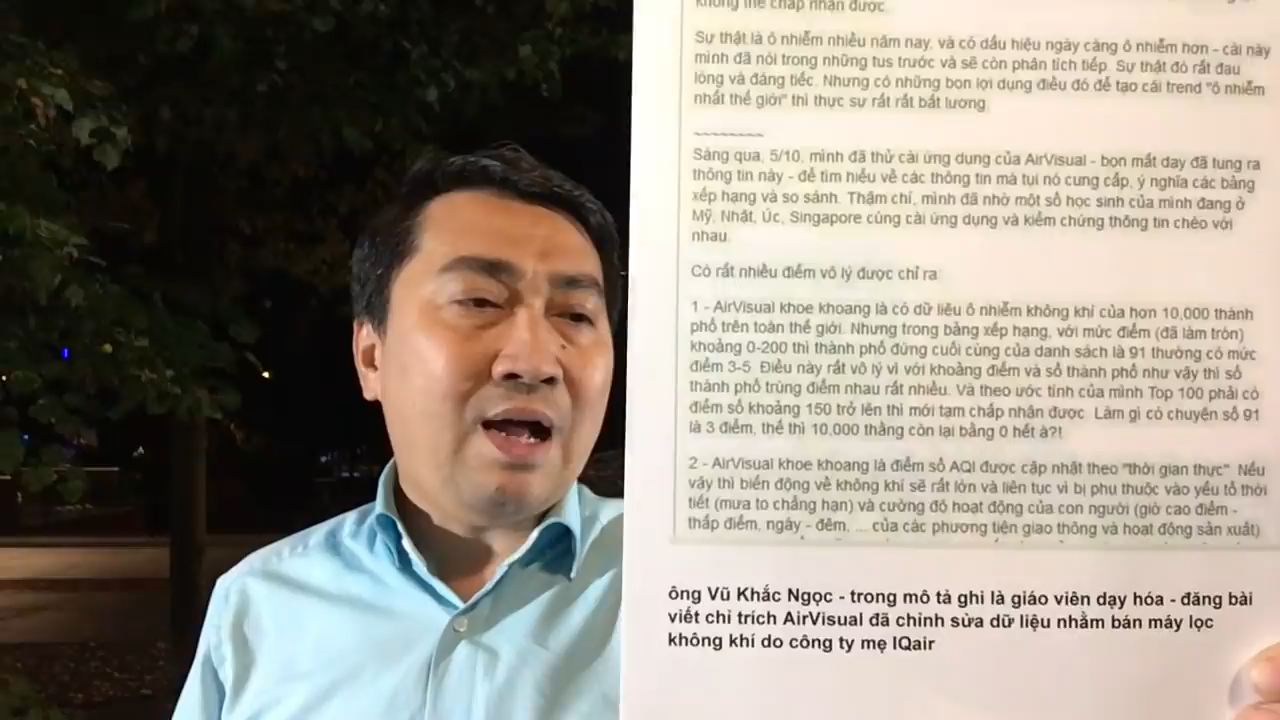 không thể chấp nhận được.
Sự thật là ô nhiễm nhiều năm nay, và có dấu hiệu ngày càng ô nhiễm hơn - cái này
mình đã nói trong những tus trước và sẽ còn phân tích tiếp. Sự thật đó rất đau
lòng và đáng tiếc. Nhưng có những bọn lợi dụng điều đó để tạo cái trend "ô nhiễm
nhất thế giới" thì thực sự rất rất bất lương.
~~~~~~~~
Sáng qua, 5/10, mình đã thử cài ứng dụng của AirVisual - bọn mất dạy đã tung ra
thông tin này - để tìm hiểu về các thông tin mà tụi nó cung cấp, ý nghĩa các bảng
xếp hạng và so sánh. Thậm chí, mình đã nhờ một số học sinh của mình đang ở
Mỹ, Nhật, Úc, Singapore cùng cài ứng dụng và kiểm chứng thông tin chéo với
nhau.
Có rất nhiều điểm vô lý được chỉ ra:
1 - AirVisual khoe khoang là có dữ liệu ô nhiễm không khí của hơn 10,000 thành
phố trên toàn thế giới. Nhưng trong bảng xếp hạng, với mức điểm (đã làm tròn)
khoảng 0-200 thì thành phố đứng cuối cùng của danh sách là 91 thường có mức
điểm 3-5. Điều này rất vô lý vì với khoảng điểm và số thành phố như vậy thì số
thành phố trùng điểm nhau rất nhiều. Và theo ước tính của mình Top 100 phải có
điểm số khoảng 150 trở lên thì mới tạm chấp nhận được. Làm gì có chuyện số 91
là 3 điểm, thế thì 10,000 thằng còn lại bằng 0 hết à?!
2 - AirVisual khoe khoang là điểm số AQI được cập nhật theo "thời gian thực". Nếu
vậy thì biến động về không khí sẽ rất lớn và liên tục vì bị phụ thuộc vào yếu tố thời
tiết (mưa to chẳng hạn) và cường độ hoạt động của con người (giờ cao điểm -
thấp điểm, ngày - đêm, ... của các phương tiện giao thông và hoạt động sản xuất)
ông Vũ Khắc Ngọc - trong mô tả ghi là giáo viên dạy hóa - đăng bài
viết chỉ trích AirVisual đã chỉnh sửa dữ liệu nhằm bán máy lọc
không khí do công ty mẹ IQair